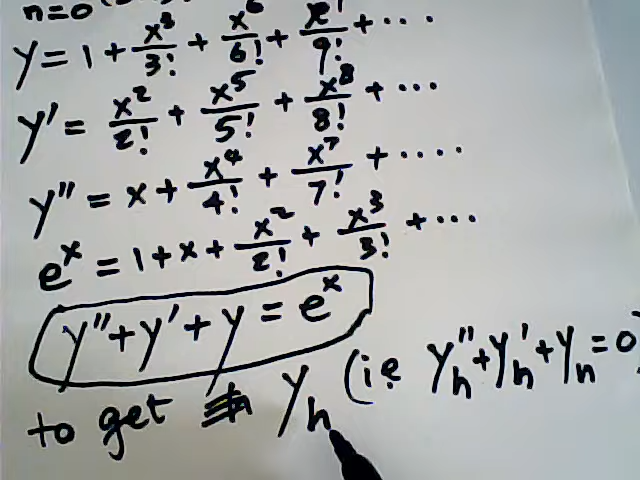 n=0
y = 1 + x³/3! + x⁶/6! + x⁹/9! + ....
y' = x²/2! + x⁵/5! + x⁸/8! + ...
y'' = x + x⁴/4! + x⁷/7! + ....
eˣ = 1 + x + x²/2! + x³/3! + ...
y'' + y' + y = eˣ
to get yₕ (i.e yₕ'' + yₕ' + yₕ = 0)